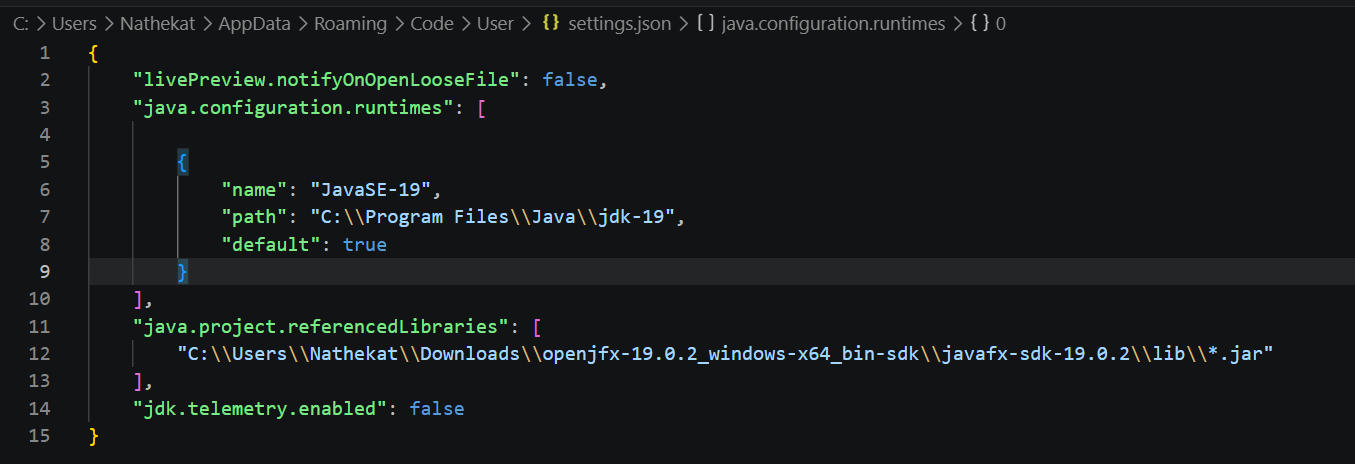 C: > Users > Nathekat > AppData > Roaming > Code > User > {} settings.json > [ ] java.configuration.runtimes > { } 0
1 {
2     "livePreview.notifyOnOpenLooseFile": false,
3     "java.configuration.runtimes": [
4
5         {
6             "name": "JavaSE-19",
7             "path": "C:\\Program Files\\Java\\jdk-19",
8             "default": true
9         }
10     ],
11     "java.project.referencedLibraries": [
12         "C:\\Users\\Nathekat\\Downloads\\openjfx-19.0.2_windows-x64_bin-sdk\\javafx-sdk-19.0.2\\lib\\*.jar"
13     ],
14     "jdk.telemetry.enabled": false
15 }